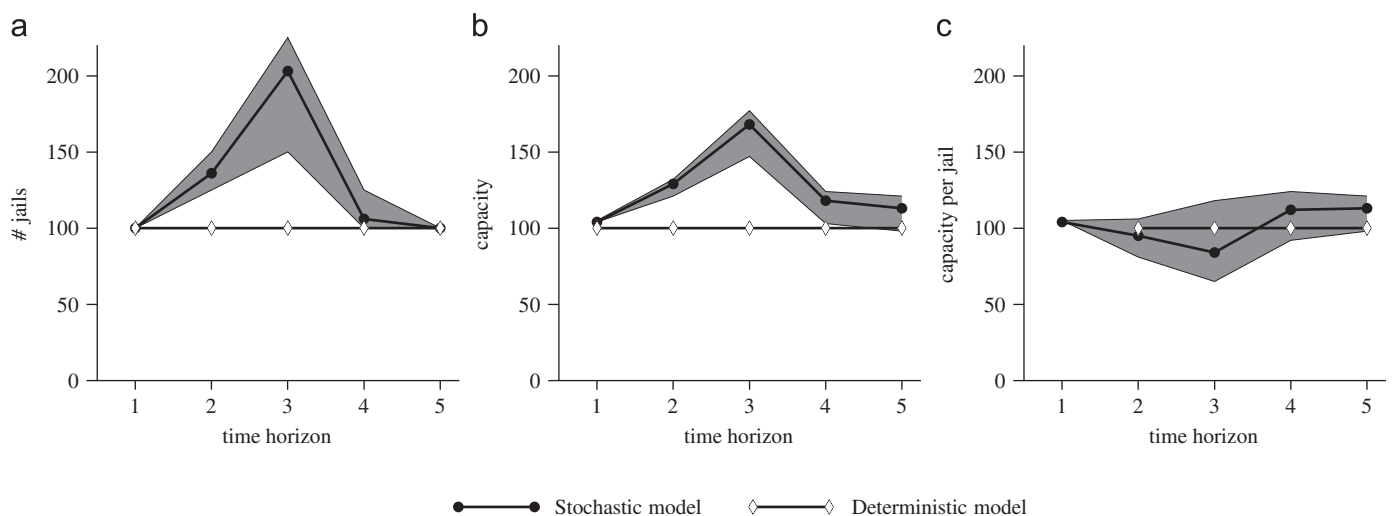 a
# jails
200
150
100
50
0
1 2 3 4 5
time horizon
b
capacity
200
150
100
50
0
1 2 3 4 5
time horizon
c
capacity per jail
200
150
100
50
0
1 2 3 4 5
time horizon
Stochastic model Deterministic model